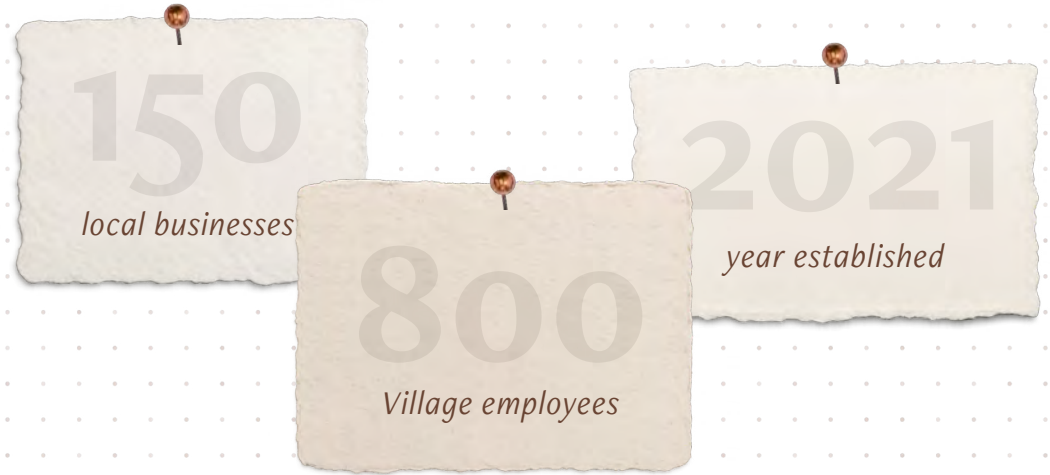 150
local businesses
2021
year established
800
Village employees